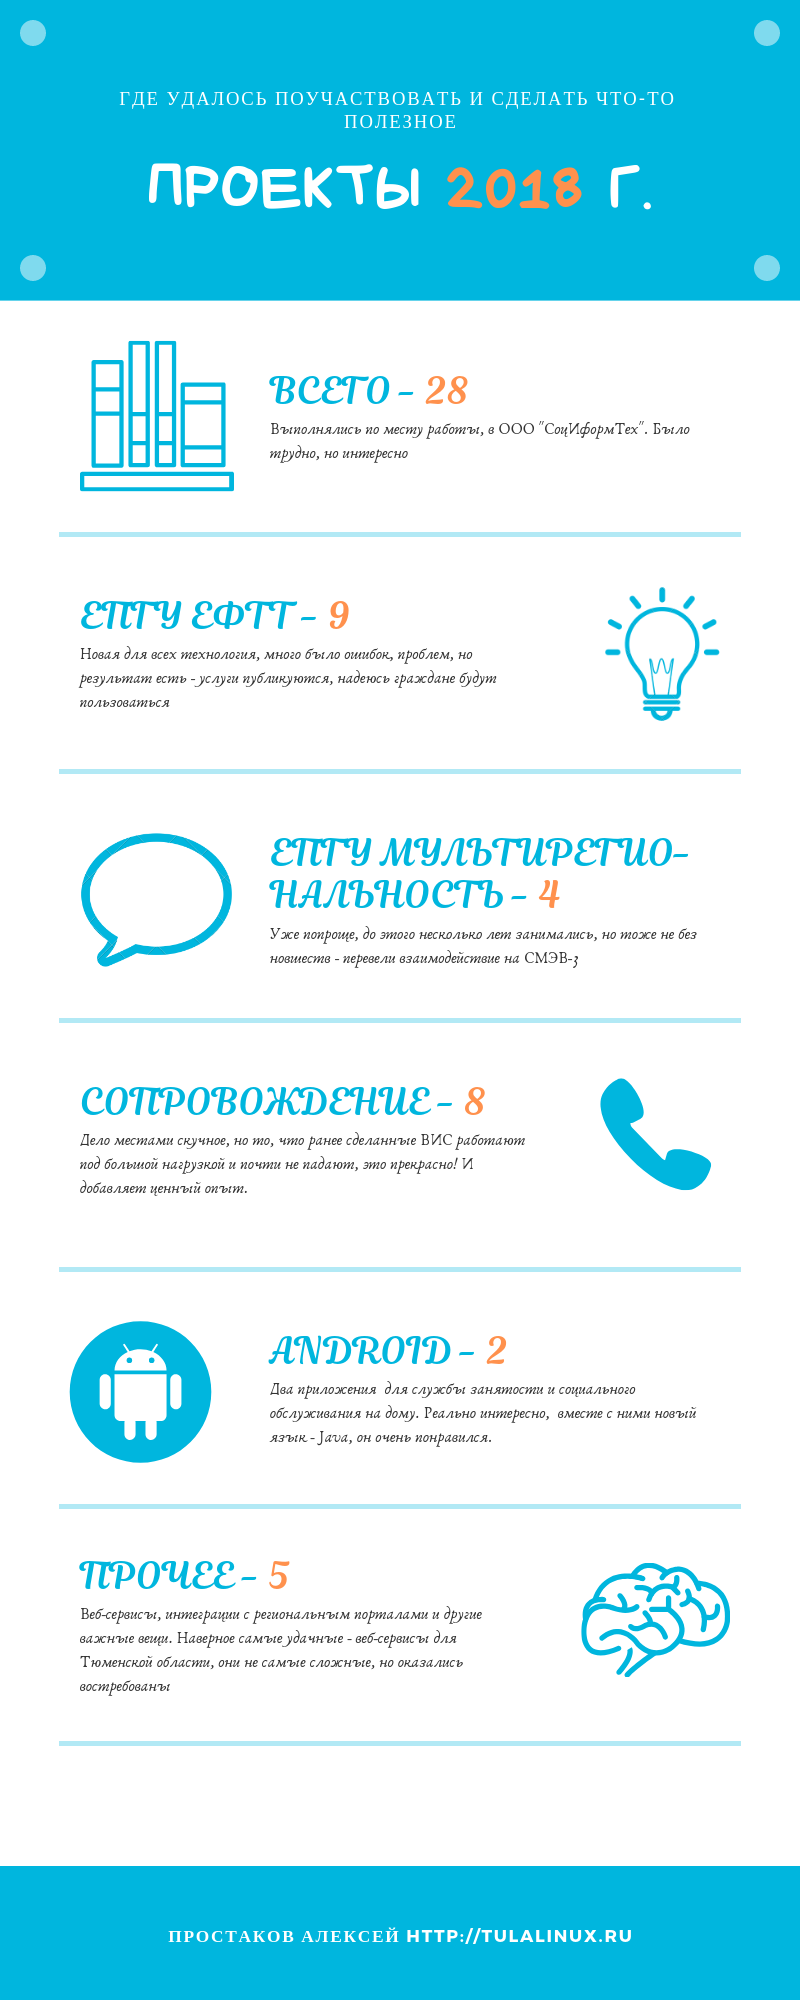 ГДЕ УДАЛОСЬ ПОУЧАСТВОВАТЬ И СДЕЛАТЬ ЧТО-ТО
ПОЛЕЗНОЕ
ПРОЕКТЫ 2018 Г.
ВСЕГО – 28
Выполнялись по месту работы, в ООО "СоцИформТех". Было
трудно, но интересно
ЕПГУ ЕФТТ – 9
Новая для всех технология, много было ошибок, проблем, но
результат есть - услуги публикуются, надеюсь граждане будут
пользоваться
ЕПГУ МУЛЬТИРЕГИО-
НАЛЬНОСТЬ – 4
Уже попроще, до этого несколько лет занимались, но тоже не без
новшеств - перевели взаимодействие на СМЭВ-3
СОПРОВОЖДЕНИЕ – 8
Дело местами скучное, но то, что ранее сделанные ВИС работают
под большой нагрузкой и почти не падают, это прекрасно! И
добавляет ценный опыт.
ANDROID – 2
Два приложения для службы занятости и социального
обслуживания на дому. Реально интересно, вместе с ними новый
язык - Java, он очень понравился.
ПРОЧЕЕ – 5
Веб-сервисы, интеграции с региональным порталами и другие
важные вещи. Наверное самые удачные - веб-сервисы для
Тюменской области, они не самые сложные, но оказались
востребованы
ПРОСТАКОВ АЛЕКСЕЙ HTTP://TULALINUX.RU